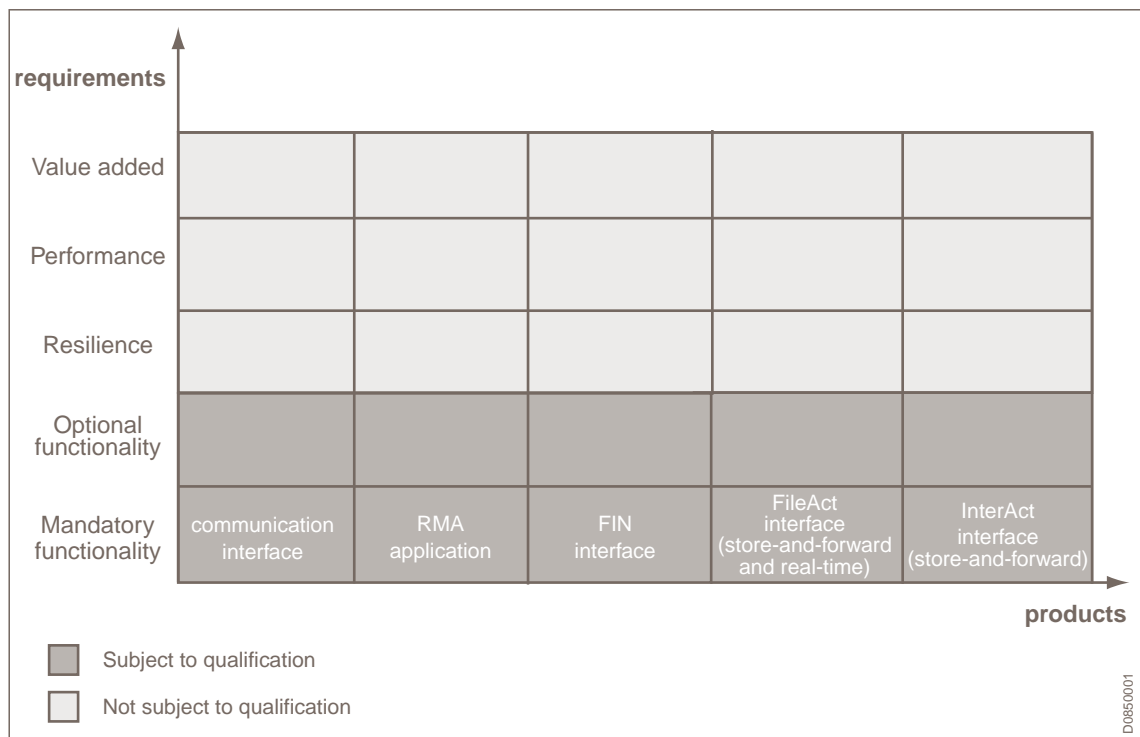 requirements
Value added
Performance
Resilience
Optional
functionality
Mandatory
functionality
communication
interface
RMA
application
FIN
interface
FileAct
interface
(store-and-forward
and real-time)
InterAct
interface
(store-and-forward)
products
Subject to qualification
Not subject to qualification
D0850001